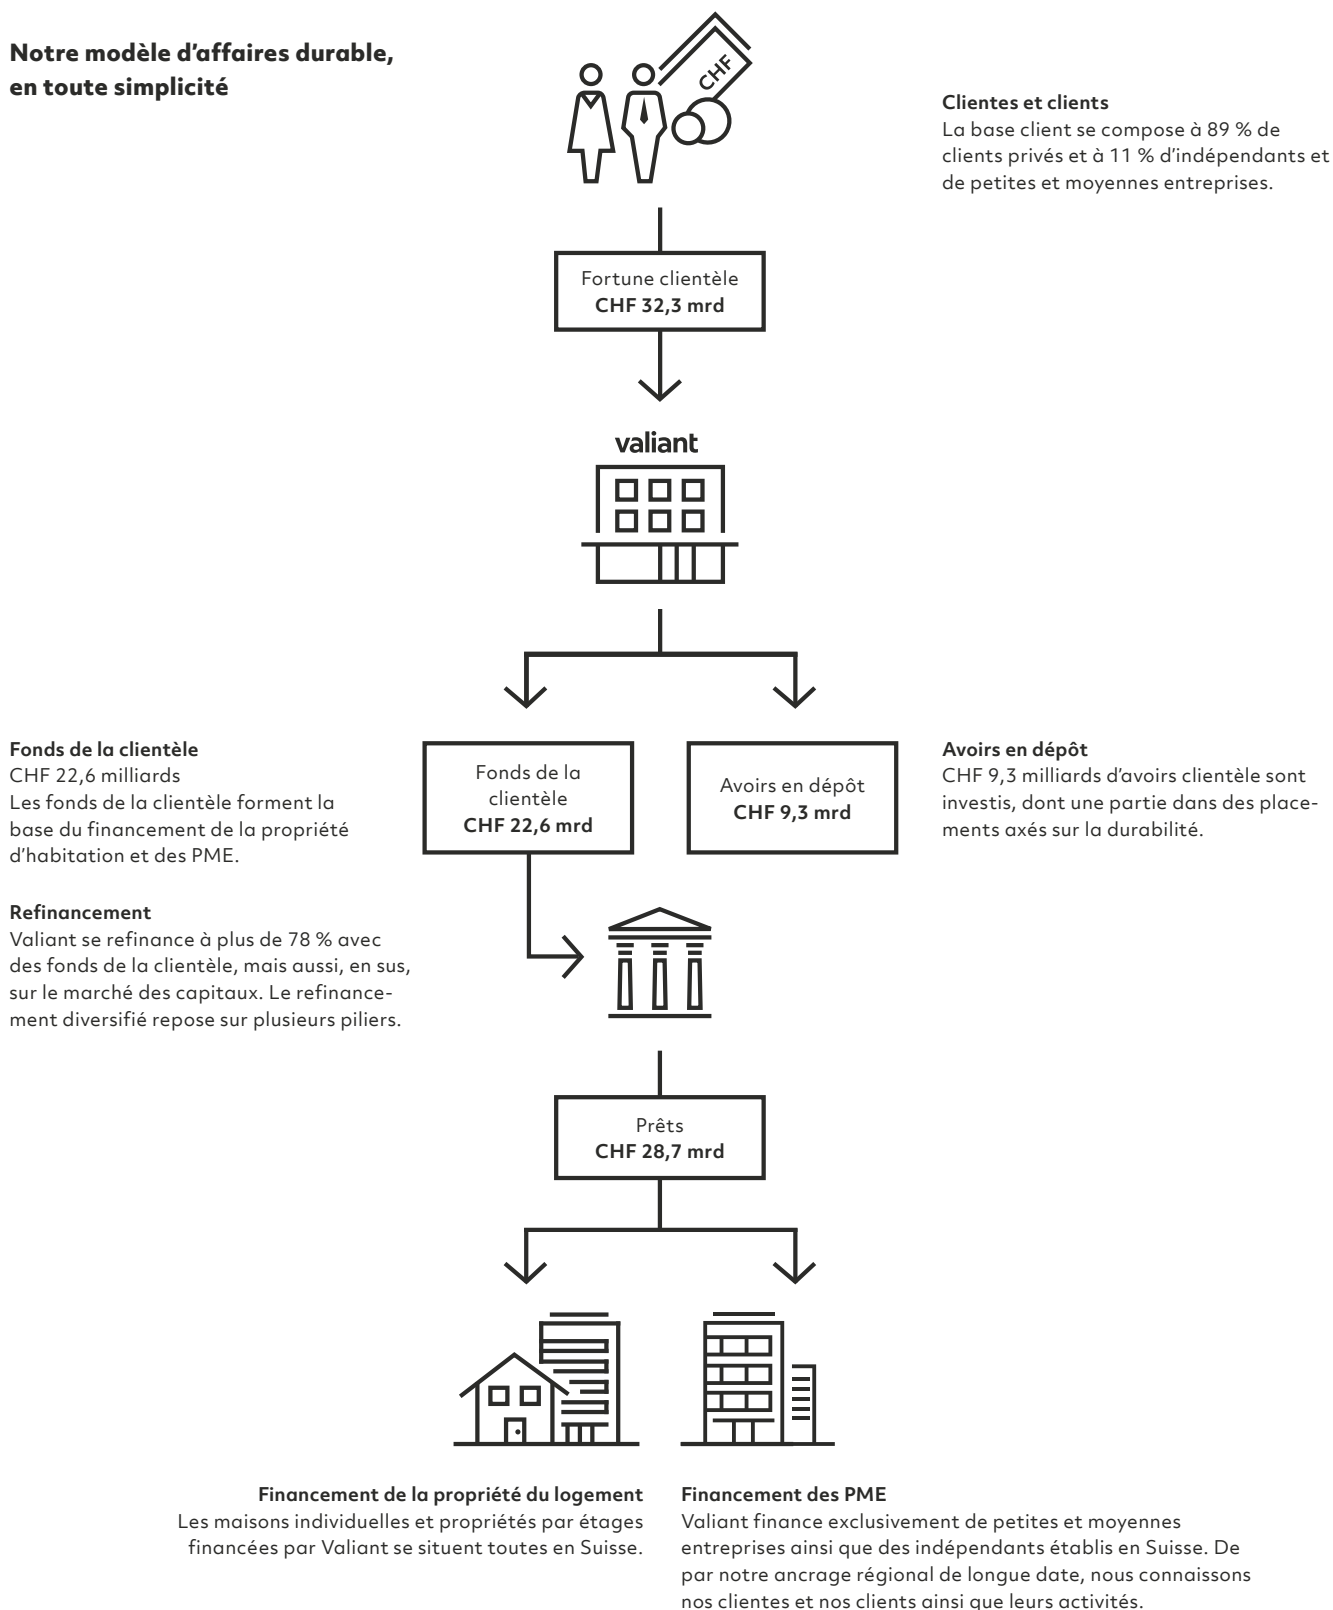 Notre modèle d'affaires durable,
en toute simplicité
CHF
Clientes et clients
La base client se compose à 89 % de
clients privés et à 11 % d'indépendants et
de petites et moyennes entreprises.
Fortune clientèle
CHF 32,3 mrd
valiant
Fonds de la clientèle
CHF 22,6 milliards
Les fonds de la clientèle forment la
base du financement de la propriété
d'habitation et des PME.
Fonds de la
clientèle
CHF 22,6 mrd
Avoirs en dépôt
CHF 9,3 mrd
Avoirs en dépôt
CHF 9,3 milliards d'avoirs clientèle sont
investis, dont une partie dans des place-
ments axés sur la durabilité.
Refinancement
Valiant se refinance à plus de 78 % avec
des fonds de la clientèle, mais aussi, en sus,
sur le marché des capitaux. Le refinance-
ment diversifié repose sur plusieurs piliers.
Prêts
CHF 28,7 mrd
Financement de la propriété du logement
Les maisons individuelles et propriétés par étages
financées par Valiant se situent toutes en Suisse.
Financement des PME
Valiant finance exclusivement de petites et moyennes
entreprises ainsi que des indépendants établis en Suisse. De
par notre ancrage régional de longue date, nous connaissons
nos clientes et nos clients ainsi que leurs activités.